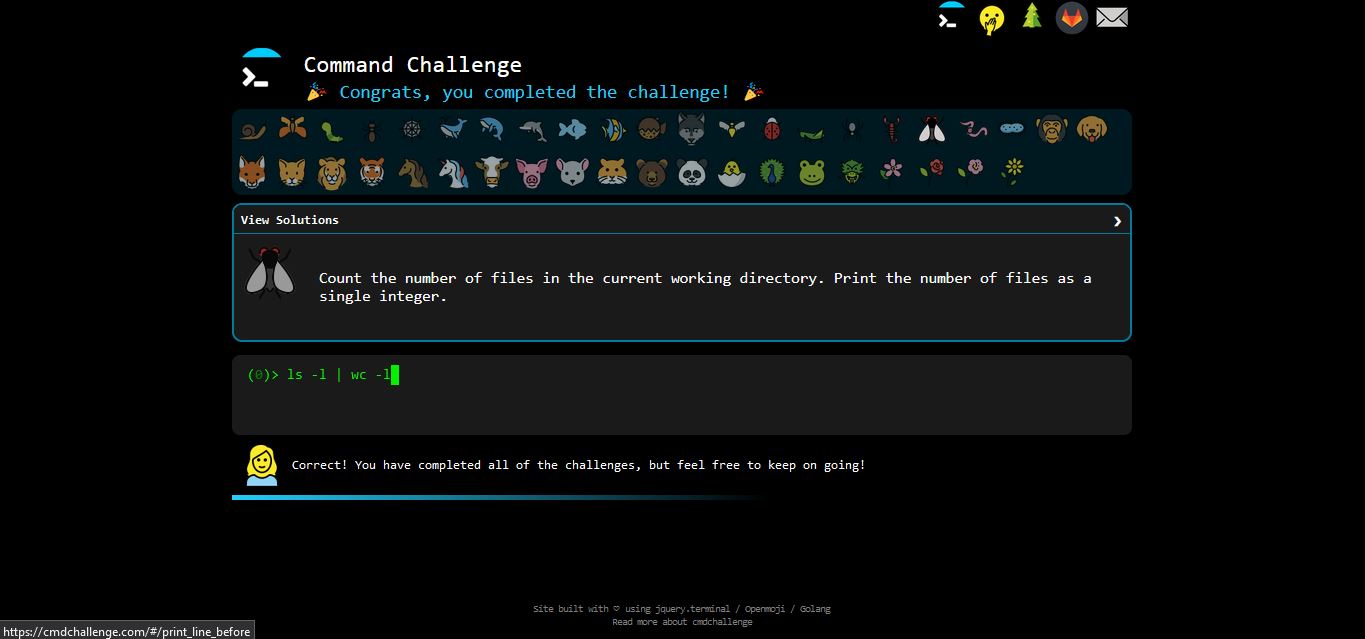 Command Challenge
🎉 Congrats, you completed the challenge! 🎉
View Solutions
Count the number of files in the current working directory. Print the number of files as a
single integer.
(0)> ls -l | wc -l
Correct! You have completed all of the challenges, but feel free to keep on going!
Site built with ♡ using jquery.terminal / Openmoji / Golang
Read more about cmdchallenge
https://cmdchallenge.com/#/print_line_before